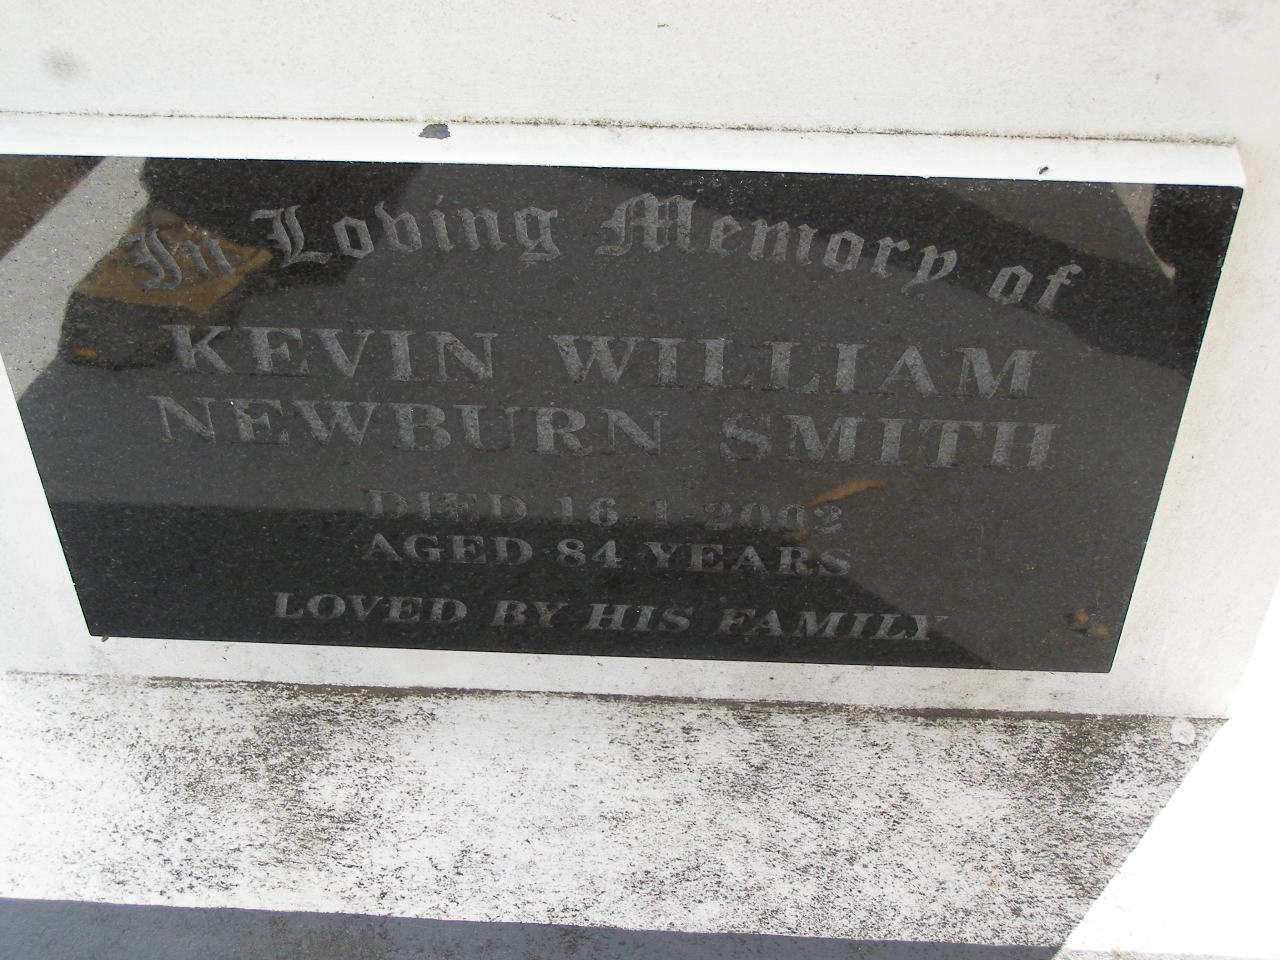 In Loving Memory of
KEVIN WILLIAM
NEWBURN SMITH
DIED 16 1 2002
AGED 84 YEARS
LOVED BY HIS FAMILY